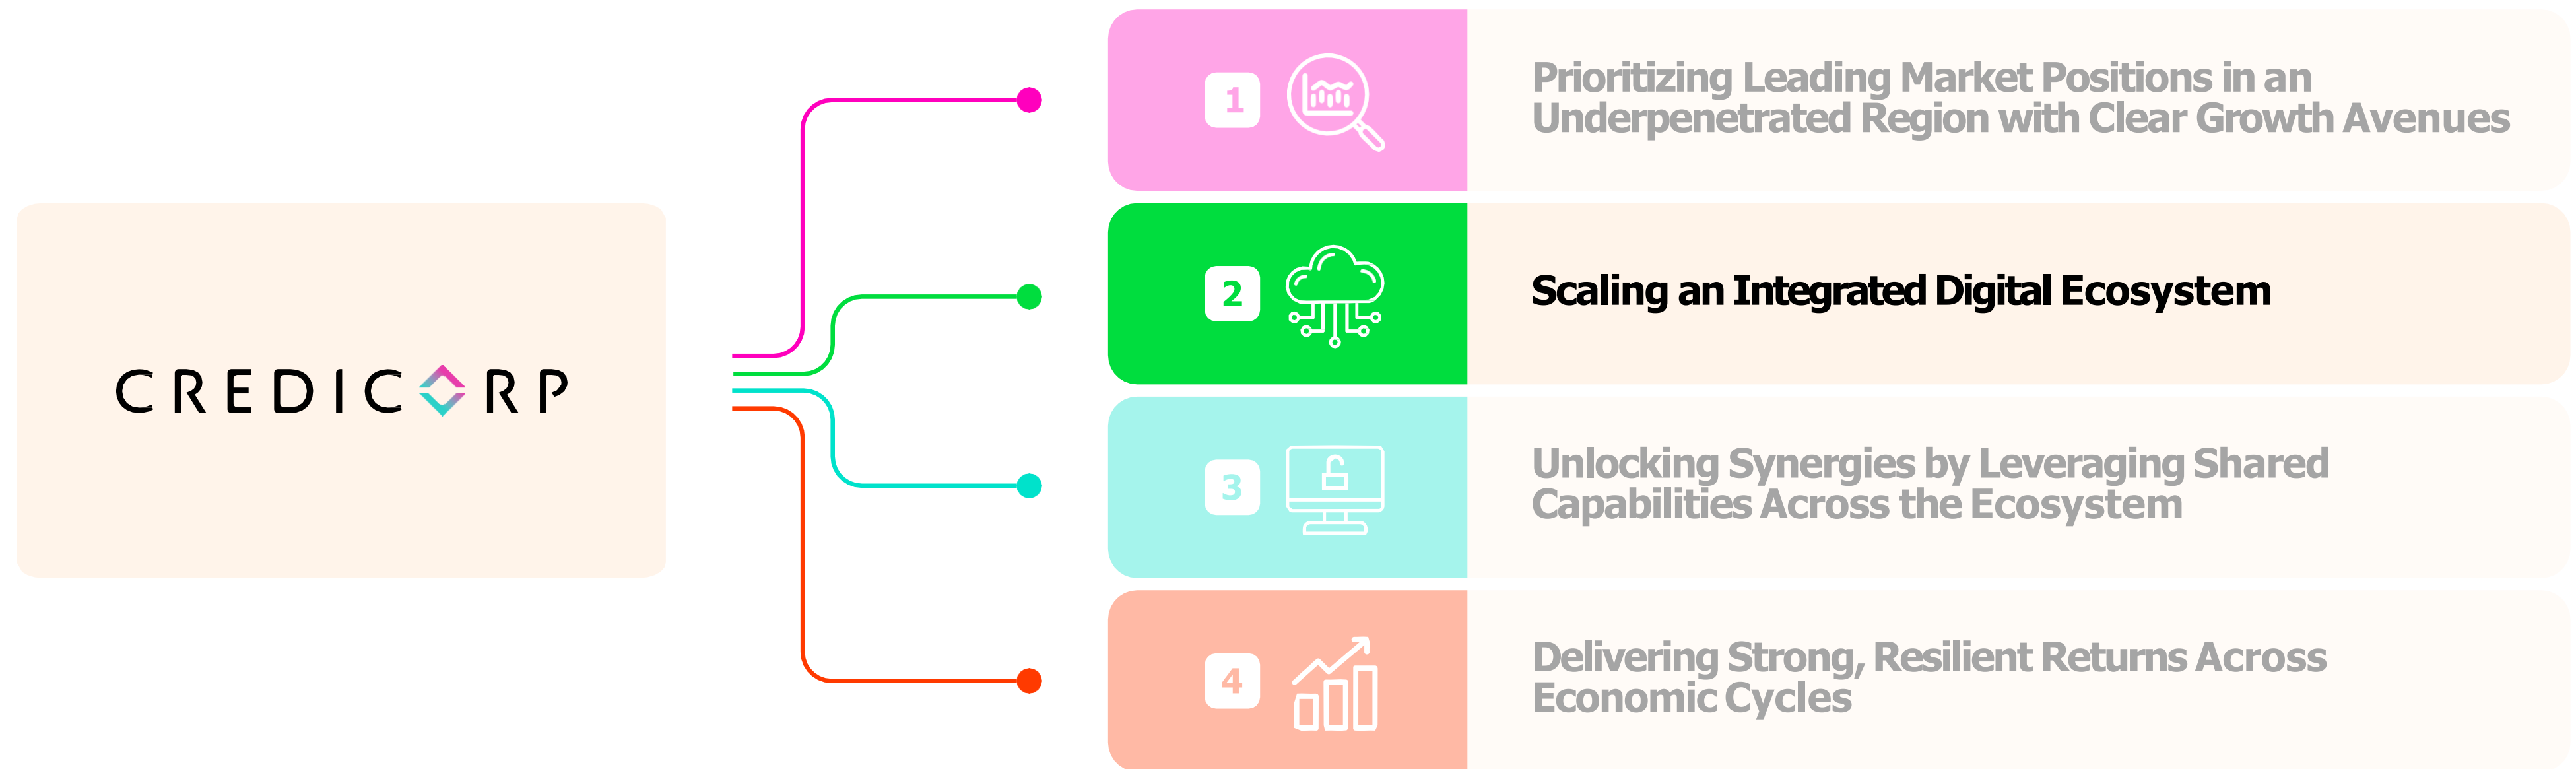 CREDICORP
1
Prioritizing Leading Market Positions in an
Underpenetrated Region with Clear Growth Avenues
2
Scaling an Integrated Digital Ecosystem
3
Unlocking Synergies by Leveraging Shared
Capabilities Across the Ecosystem
4
Delivering Strong, Resilient Returns Across
Economic Cycles